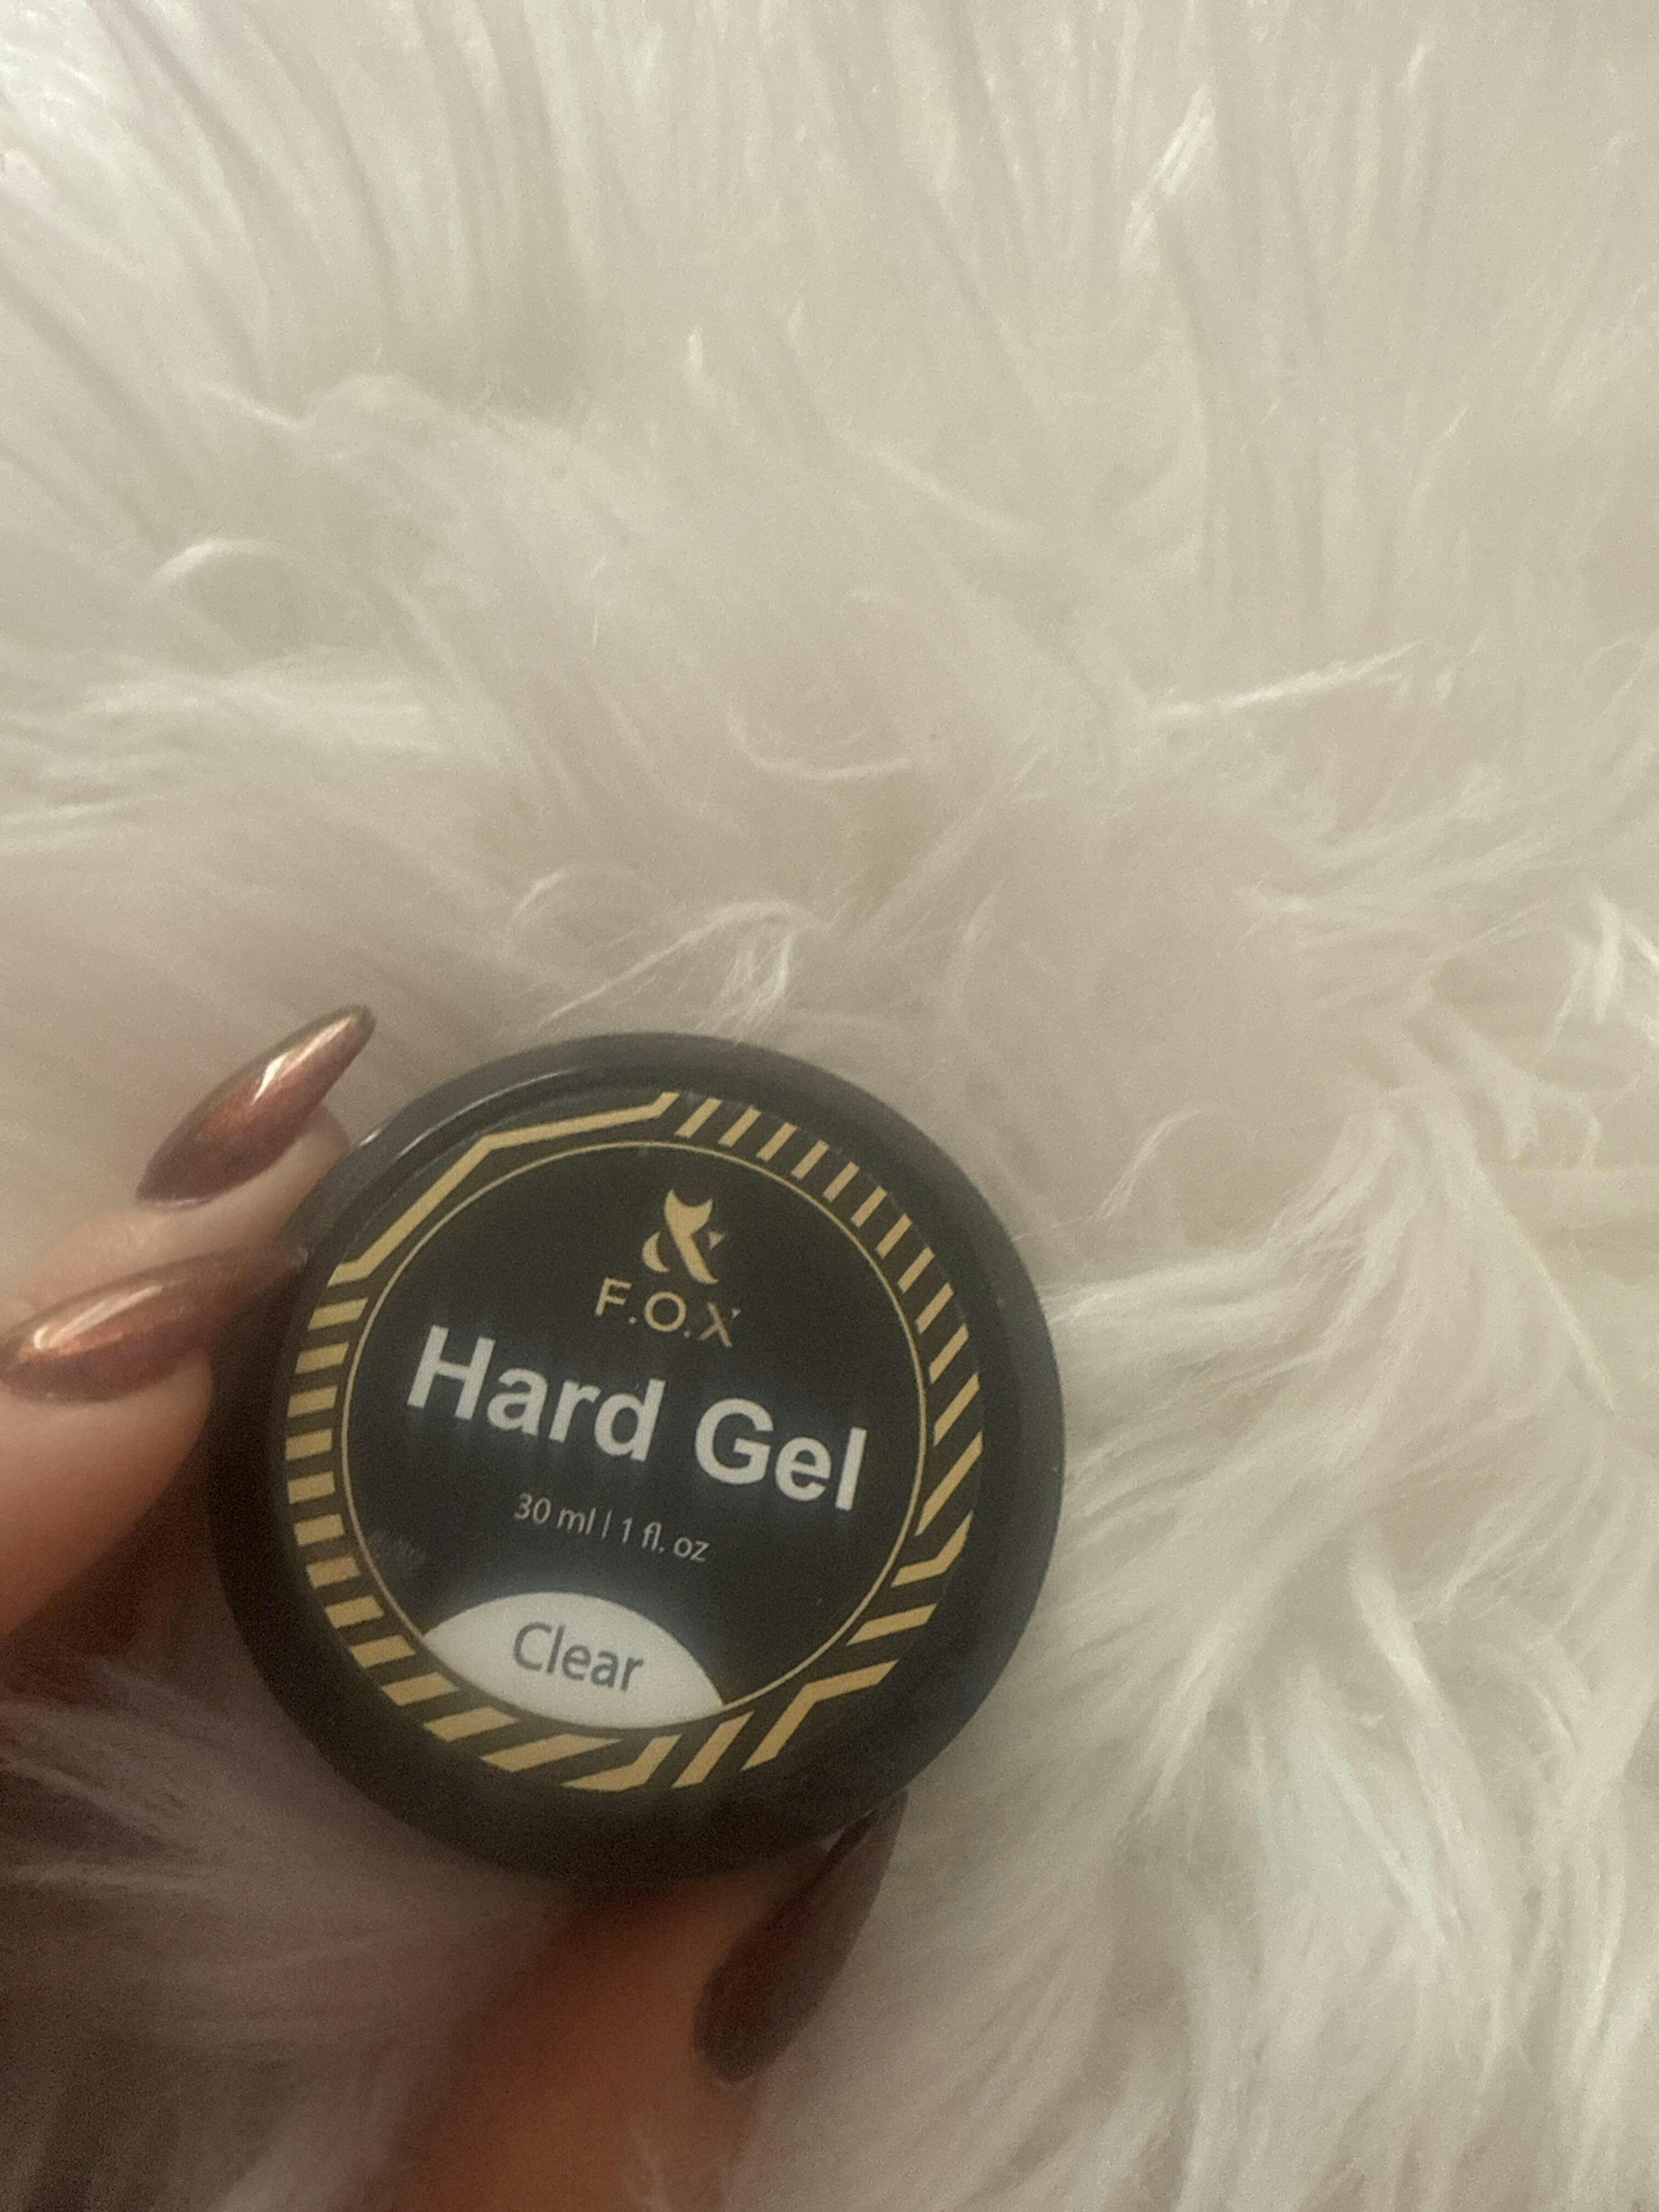 F.O.X
Hard Gel
30 ml | 1 fl. oz
Clear